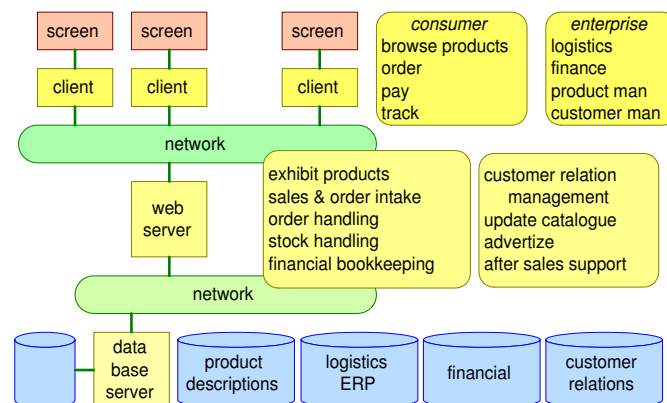 screen
screen
screen
client
client
client
consumer
browse products
order
pay
track
enterprise
logistics
finance
product man
customer man
network
web
server
exhibit products
sales & order intake
order handling
stock handling
financial bookkeeping
customer relation
management
update catalogue
advertize
after sales support
network
data
base
server
product
descriptions
logistics
ERP
financial
customer
relations